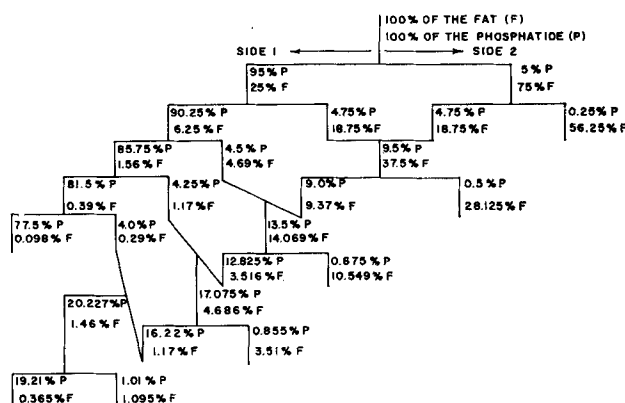 100% OF THE FAT (F)
100% OF THE PHOSPHATIDE (P)
SIDE 1
SIDE 2
95% P
25% F
5% P
75% F
90.25% P
6.25% F
4.75% P
18.75% F
4.75% P
18.75% F
0.25% P
56.25% F
85.75% P
1.56% F
4.5% P
4.69% F
9.5% P
37.5% F
81.5% P
0.39% F
4.25% P
1.17% F
9.0% P
9.37% F
0.5% P
28.125% F
77.5% P
0.098% F
4.0% P
0.29% F
13.5% P
14.069% F
12.825% P
3.516% F
0.675% P
10.549% F
17.075% P
4.686% F
20.227% P
1.46% F
16.22% P
1.17% F
0.855% P
3.51% F
19.21% P
0.365% F
1.01% P
1.095% F